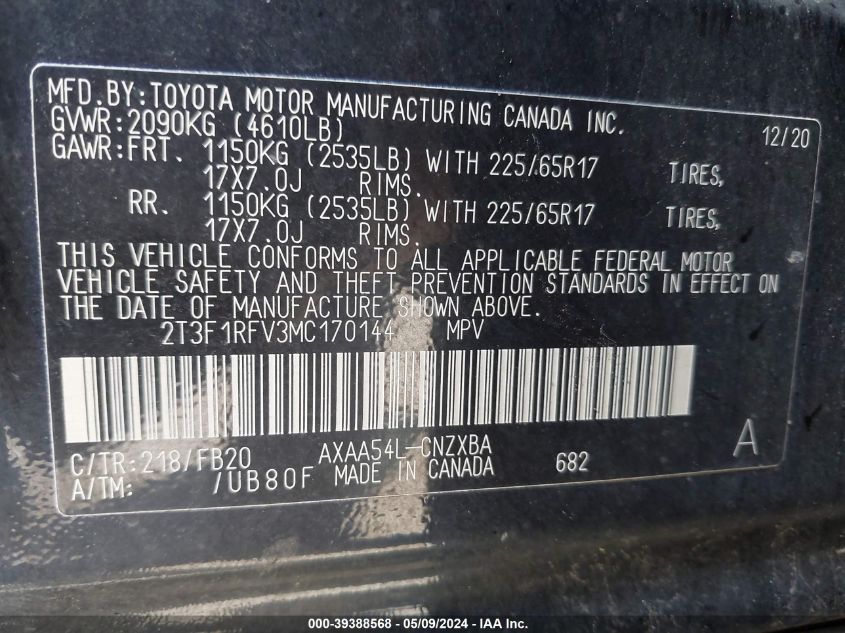 MFD.BY:TOYOTA MOTOR MANUFACTURING CANADA INC.
GVWR:2090KG (4610LB) 12/20
GAWR:FRT. 1150KG (2535LB) WITH 225/65R17 TIRES,
17X7.0J RIMS.
RR. 1150KG (2535LB) WITH 225/65R17 TIRES,
17X7.0J RIMS.
THIS VEHICLE CONFORMS TO ALL APPLICABLE FEDERAL MOTOR
VEHICLE SAFETY AND THEFT PREVENTION STANDARDS IN EFFECT ON
THE DATE OF MANUFACTURE SHOWN ABOVE.
2T3F1RFV3MC170144 MPV
C/TR:218/FB20 AXAA54L-CNZXBA 682 A
A/TM: /UB80F MADE IN CANADA
000-39388568 - 05/09/2024 - IAA Inc.